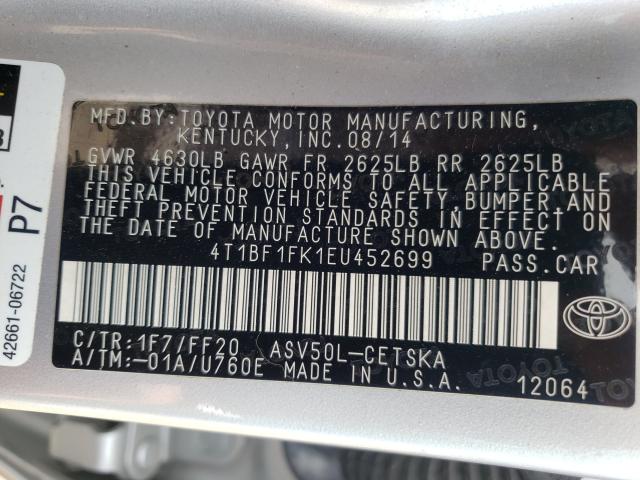 MFD.BY:TOYOTA MOTOR MANUFACTURING,
KENTUCKY,INC.08/14
GVWR 4630LB GAWR FR 2625LB RR 2625LB
THIS VEHICLE CONFORMS TO ALL APPLICABLE
FEDERAL MOTOR VEHICLE SAFETY,BUMPER AND
THEFT PREVENTION STANDARDS IN EFFECT ON
THE DATE OF MANUFACTURE SHOWN ABOVE.
4T1BF1FK1EU452699 PASS.CAR
C/TR:1F7/FF20 ASV50L-CETSKA
A/TM:-01A/U760E MADE IN U.S.A.
12064
TOYOTA
42661-06722
P7